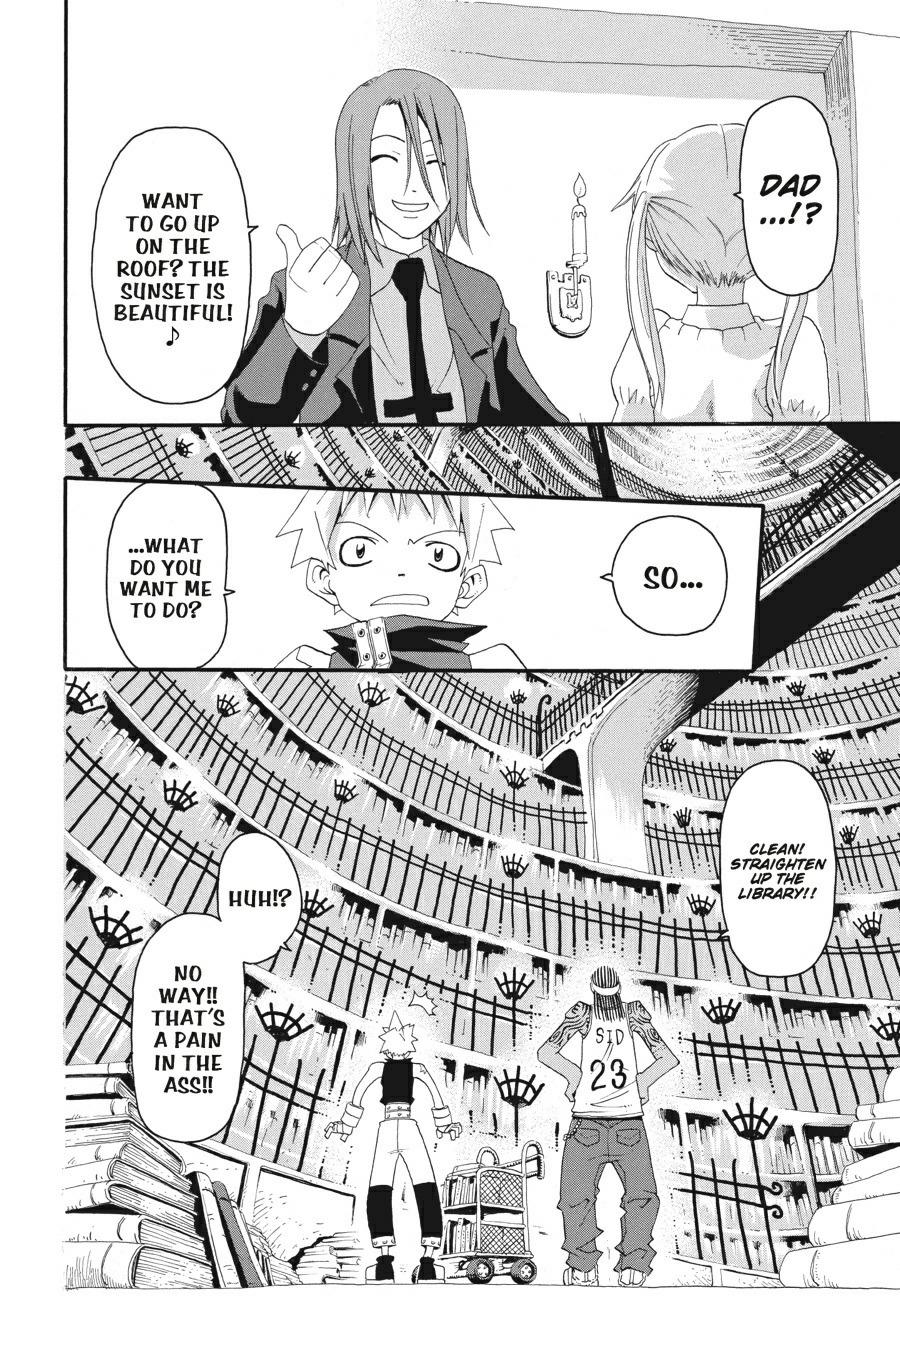 DAD
...!?
WANT
TO GO UP
ON THE
ROOF? THE
SUNSET IS
BEAUTIFUL!
♪
SO...
...WHAT
DO YOU
WANT ME
TO DO?
CLEAN!
STRAIGHTEN
UP THE
LIBRARY!!
HUH!?
NO
WAY!!
THAT'S
A PAIN
IN THE
ASS!!
SID
23